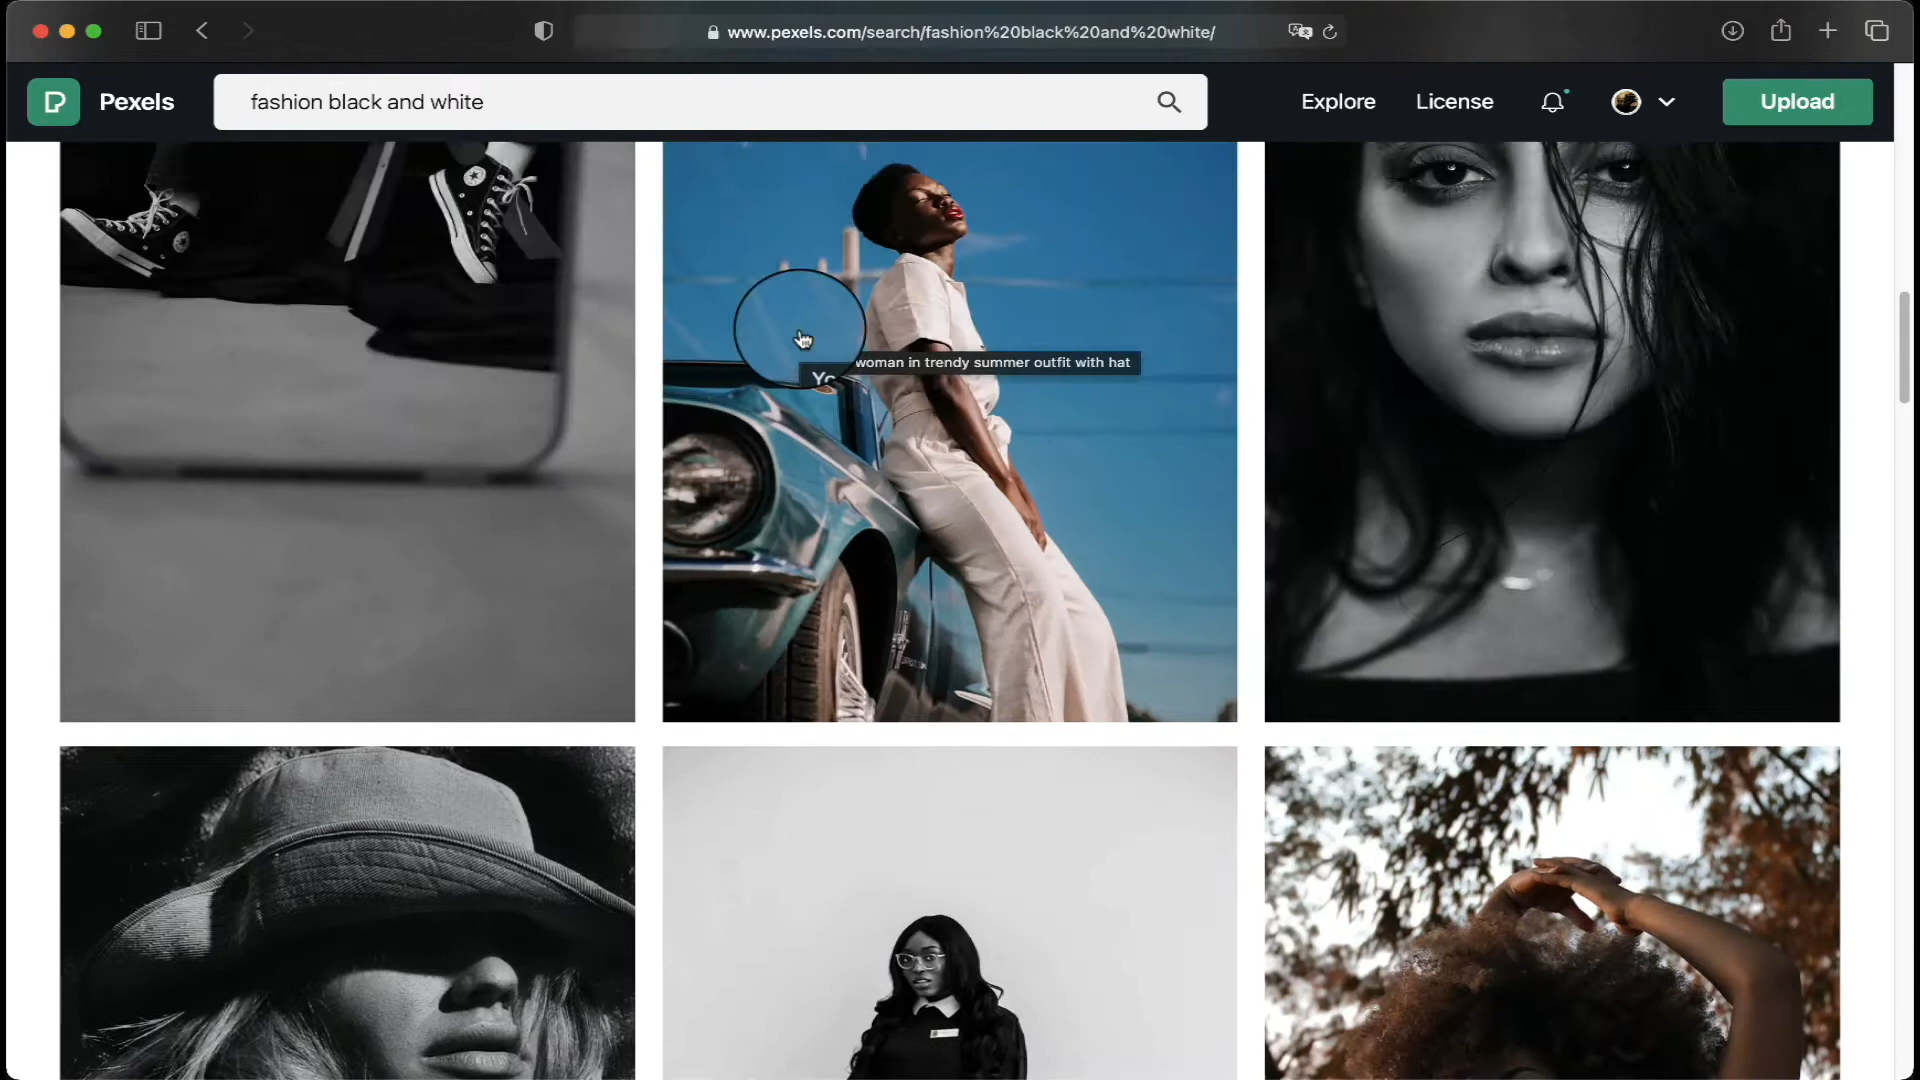 www.pexels.com/search/fashion%20black%20and%20white/
Pexels
fashion black and white
Explore
License
Upload
Yo
woman in trendy summer outfit with hat